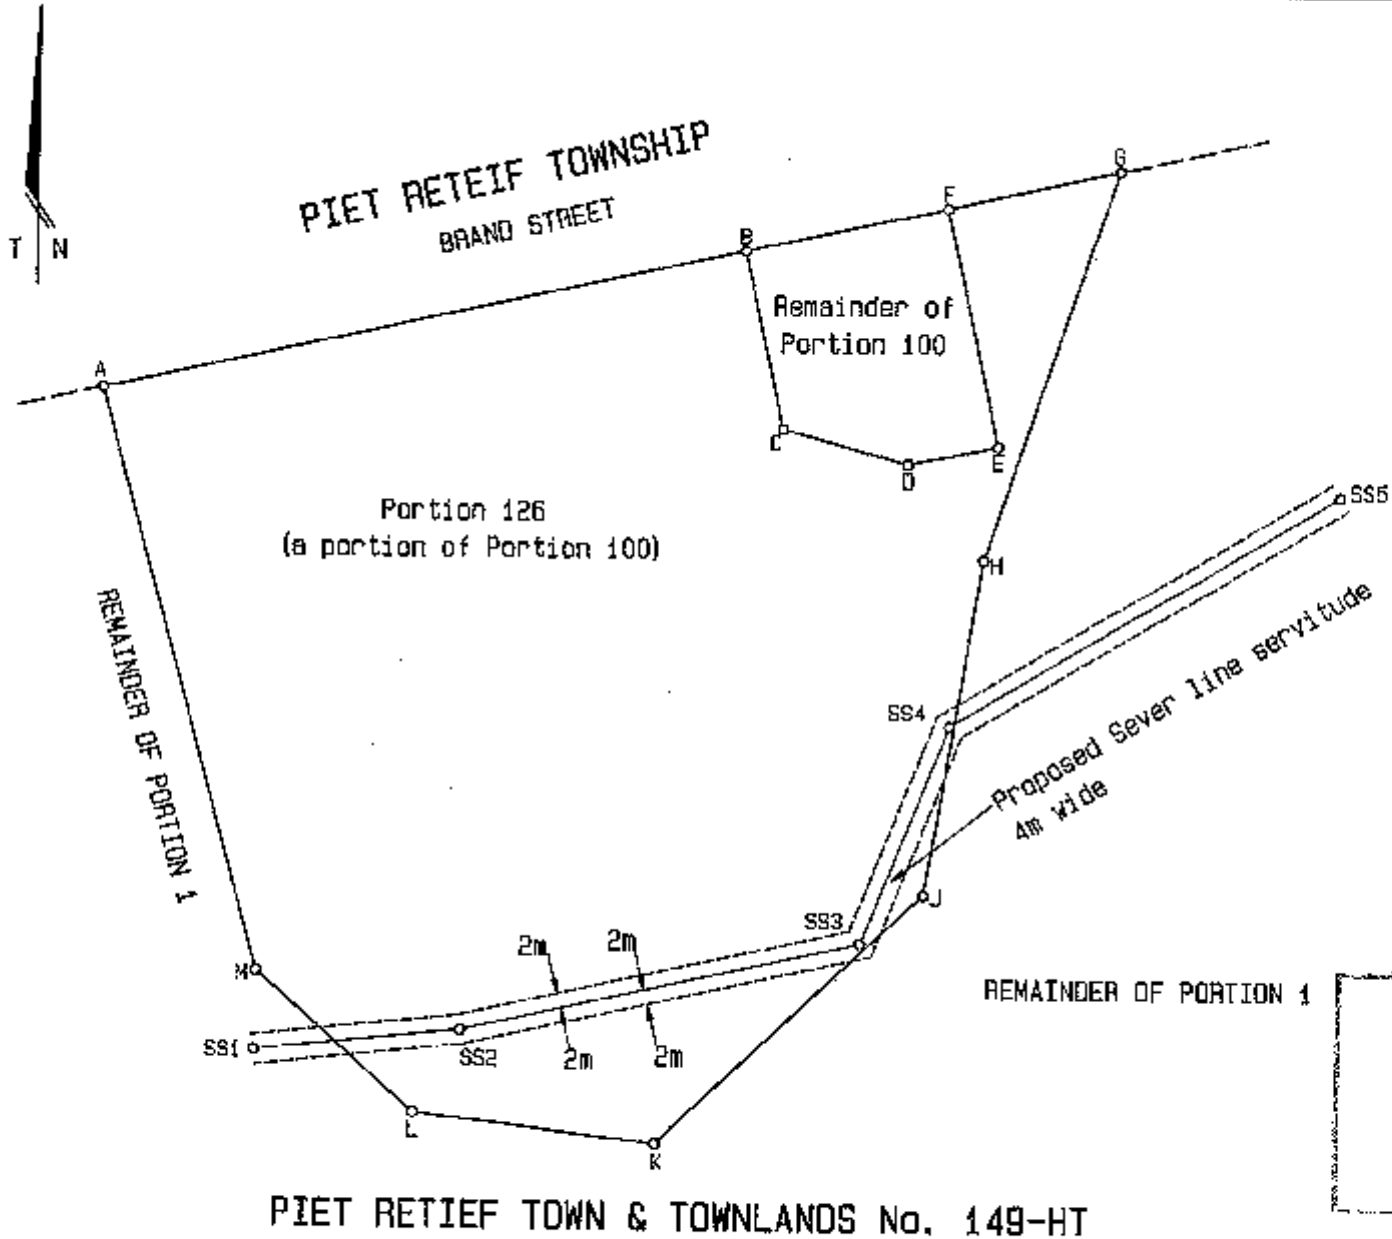 T N
PIET RETEIF TOWNSHIP
BRAND STREET
A
B
F
G
Remainder of
Portion 100
C
D
E
Portion 126
(a portion of Portion 100)
H
SS5
REMAINDER OF PORTION 1
SS4
Proposed Sever line servitude
4m wide
J
SS3
2m
2m
M
SS1
SS2
2m
2m
REMAINDER OF PORTION 1
L
K
PIET RETIEF TOWN & TOWNLANDS No. 149-HT